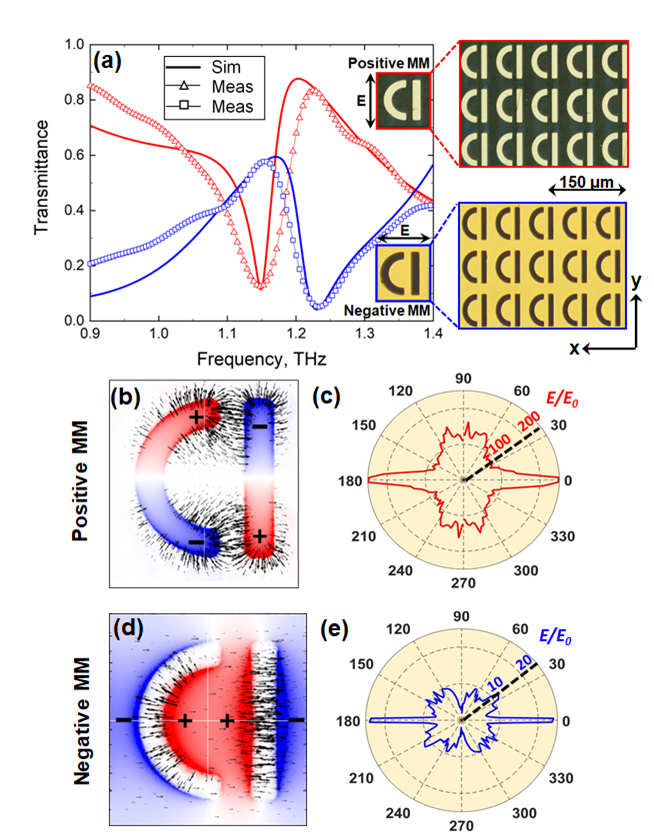 (a)
Sim
Meas
Meas
Transmittance
1.0
0.8
0.6
0.4
0.2
0.0
0.9 1.0 1.1 1.2 1.3 1.4
Frequency, THz
Positive MM
E
150 µm
E
Negative MM
y
x
Positive MM
(b)
+
−
−
+
(c)
E/E0
90
120 60
150 30
180 0
210 330
240 300
270
100 200
Negative MM
(d)
− + + −
(e)
E/E0
90
120 60
150 30
180 0
210 330
240 300
270
10 20